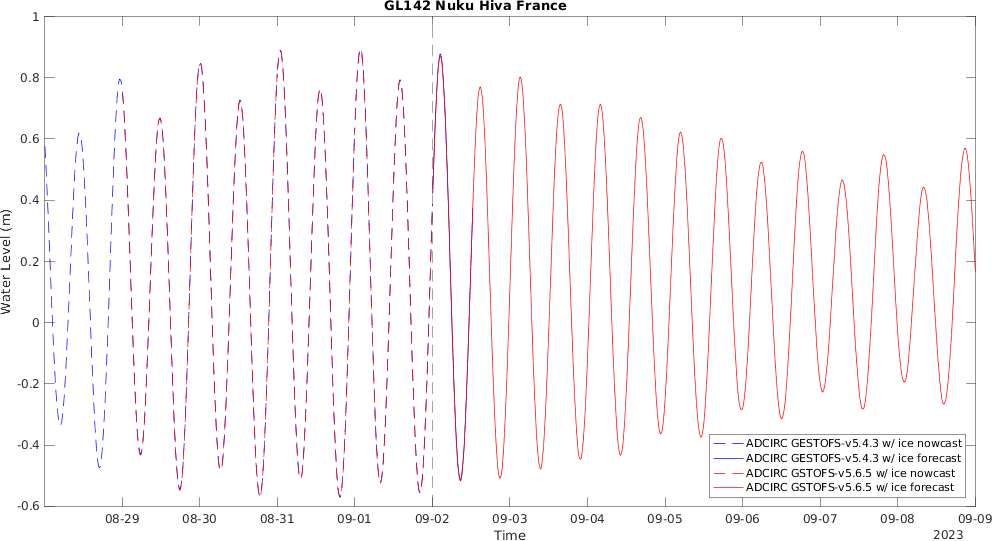 GL142 Nuku Hiva France
1
0.8
0.6
0.4
0.2
0
-0.2
-0.4
-0.6
Water Level (m)
ADCIRC GESTOFS-v5.4.3 w/ ice nowcast
ADCIRC GESTOFS-v5.4.3 w/ ice forecast
ADCIRC GSTOFS-v5.6.5 w/ ice nowcast
ADCIRC GSTOFS-v5.6.5 w/ ice forecast
08-29 08-30 08-31 09-01 09-02 09-03 09-04 09-05 09-06 09-07 09-08 09-09
Time
2023